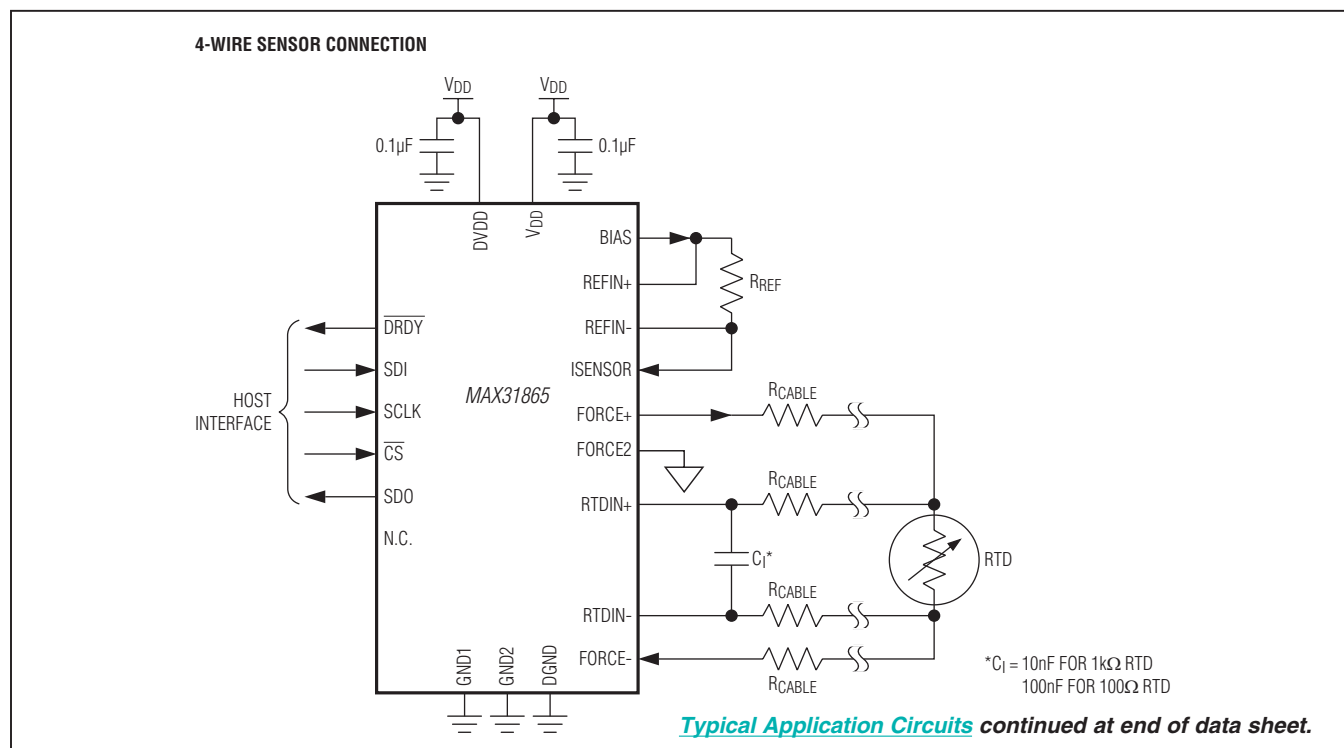 4-WIRE SENSOR CONNECTION
VDD
VDD
0.1µF
0.1µF
DVDD
VDD
BIAS
REFIN+
RREF
REFIN-
ISENSOR
DRDY
SDI
SCLK
CS
SDO
N.C.
HOST
INTERFACE
MAX31865
FORCE+
RCABLE
FORCE2
RTDIN+
RCABLE
CI*
RTD
RTDIN-
RCABLE
FORCE-
RCABLE
GND1
GND2
DGND
*CI = 10nF FOR 1kΩ RTD
100nF FOR 100Ω RTD
Typical Application Circuits continued at end of data sheet.